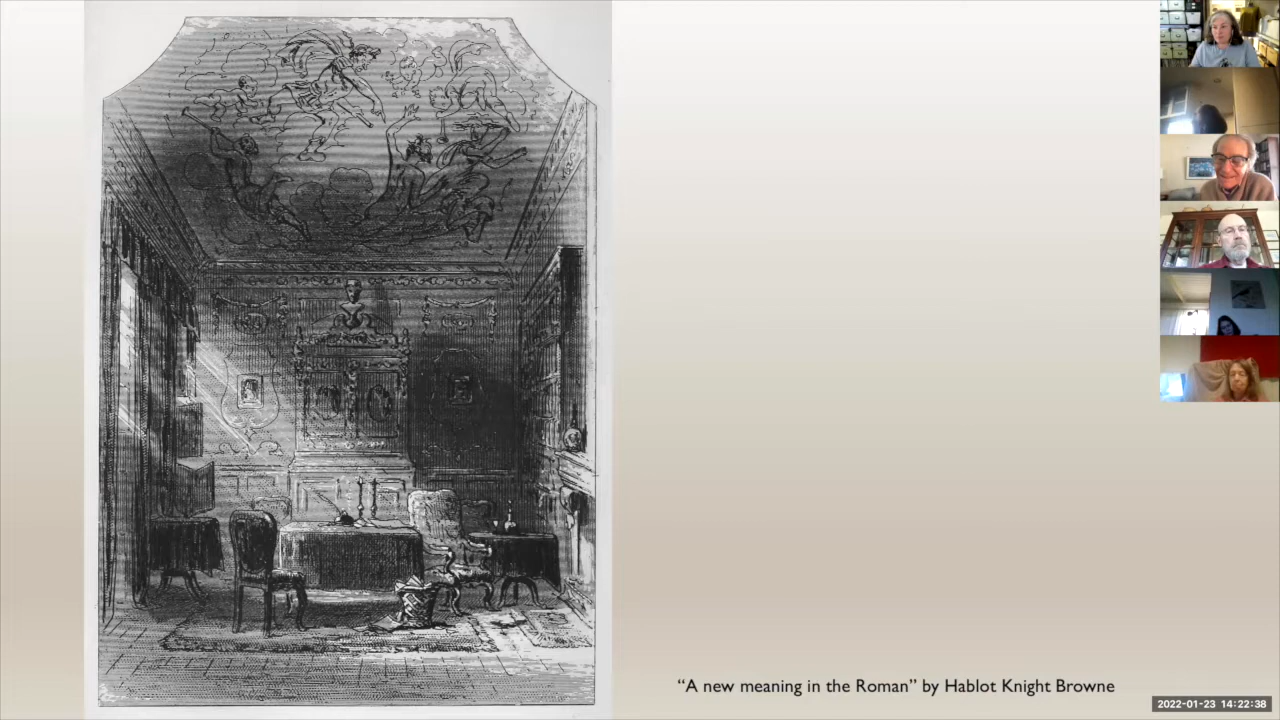 “A new meaning in the Roman” by Hablot Knight Browne
2022-01-23 14:22:38